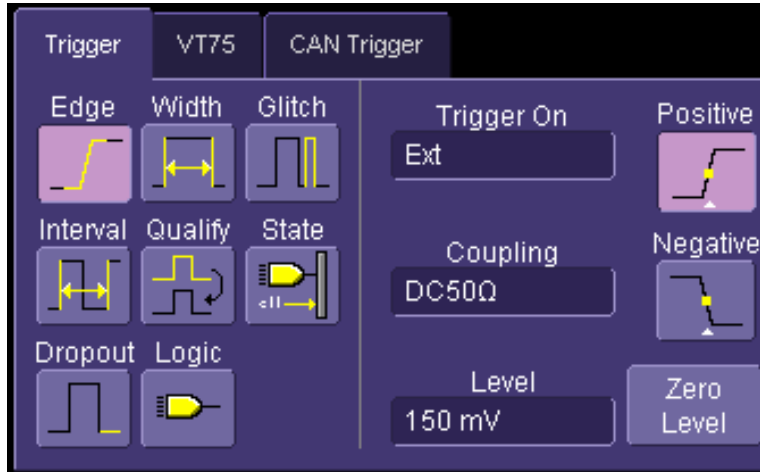 Trigger VT75 CAN Trigger
Edge Width Glitch
Interval Qualify State
Dropout Logic
Trigger On
Ext
Coupling
DC50Ω
Level
150 mV
Positive
Negative
Zero
Level